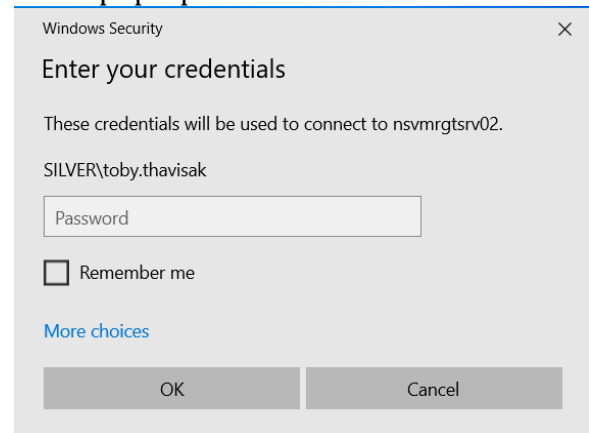 Windows Security
Enter your credentials
These credentials will be used to connect to nsvmrgtsrv02.
SILVER\toby.thavisak
Password
Remember me
More choices
OK Cancel